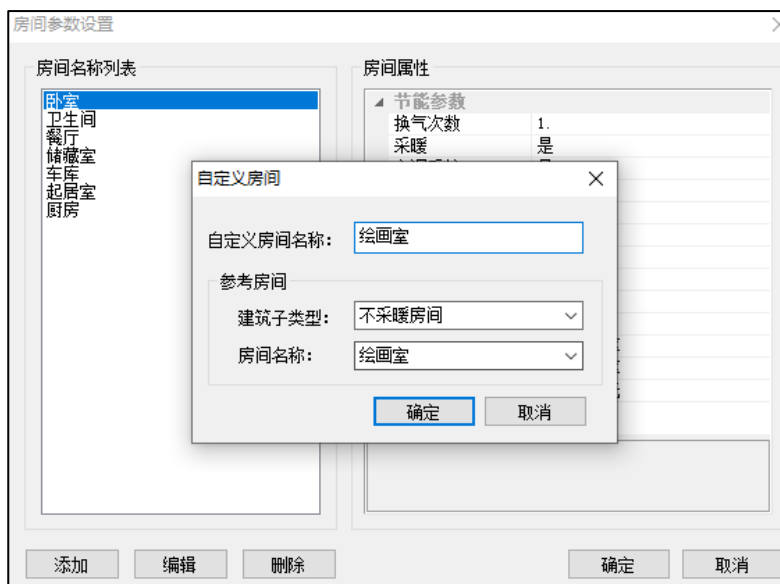 房间参数设置
房间名称列表
卧室
卫生间
餐厅
储藏室
车库
起居室
厨房
添加
编辑
删除
房间属性
节能参数
换气次数 1.
采暖 是
自定义房间
自定义房间名称: 绘画室
参考房间
建筑子类型: 不采暖房间
房间名称: 绘画室
确定
取消
确定
取消